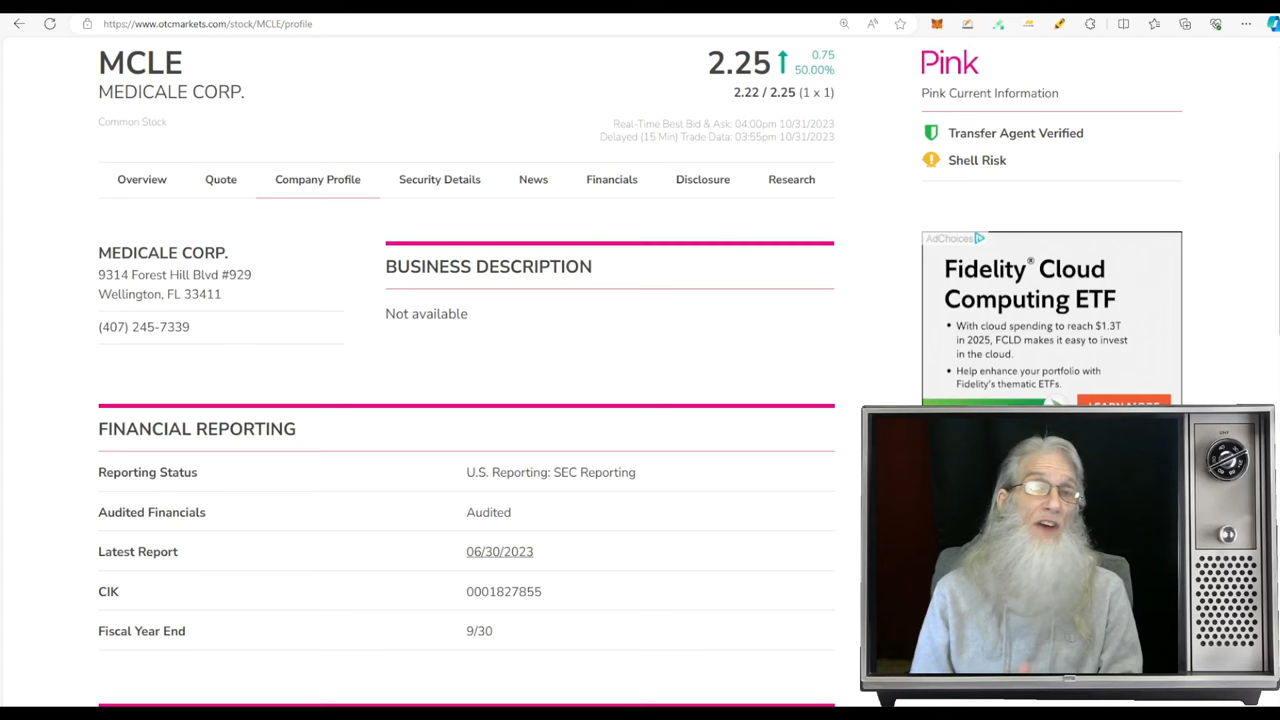 https://www.otcmarkets.com/stock/MCLE/profile
MCLE
MEDICALE CORP.
Common Stock
2.25
0.75
50.00%
2.22 / 2.25 (1 x 1)
Real-Time Best Bid & Ask: 04:00pm 10/31/2023
Delayed (15 Min) Trade Data: 03:55pm 10/31/2023
Pink
Pink Current Information
Transfer Agent Verified
Shell Risk
Overview Quote Company Profile Security Details News Financials Disclosure Research
MEDICALE CORP.
9314 Forest Hill Blvd #929
Wellington, FL 33411
(407) 245-7339
BUSINESS DESCRIPTION
Not available
AdChoices
Fidelity® Cloud
Computing ETF
• With cloud spending to reach $1.3T
in 2025, FCLD makes it easy to invest
in the cloud.
• Help enhance your portfolio with
Fidelity's thematic ETFs.
LEARN MORE
FINANCIAL REPORTING
Reporting Status U.S. Reporting: SEC Reporting
Audited Financials Audited
Latest Report 06/30/2023
CIK 0001827855
Fiscal Year End 9/30